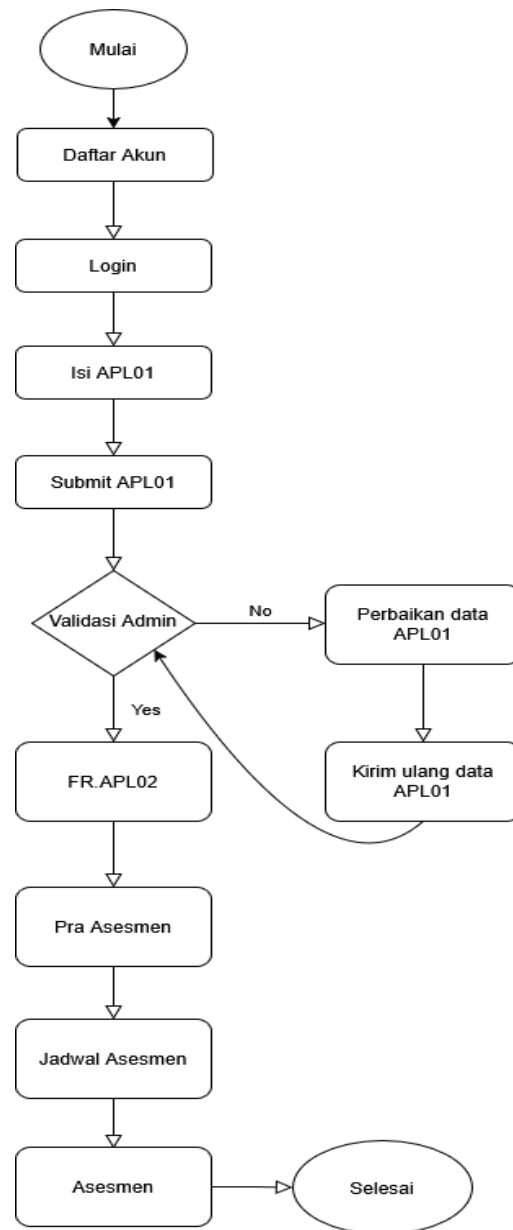 Mulai
Daftar Akun
Login
Isi APL01
Submit APL01
Validasi Admin
No
Perbaikan data
APL01
Yes
FR.APL02
Kirim ulang data
APL01
Pra Asesmen
Jadwal Asesmen
Asesmen
Selesai